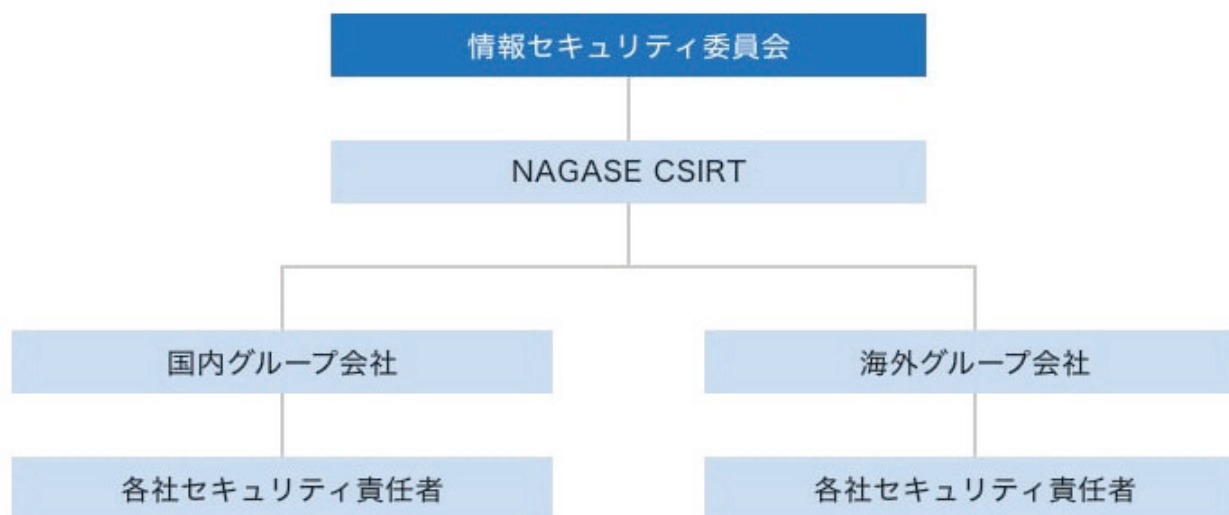 情報セキュリティ委員会
NAGASE CSIRT
国内グループ会社
海外グループ会社
各社セキュリティ責任者
各社セキュリティ責任者